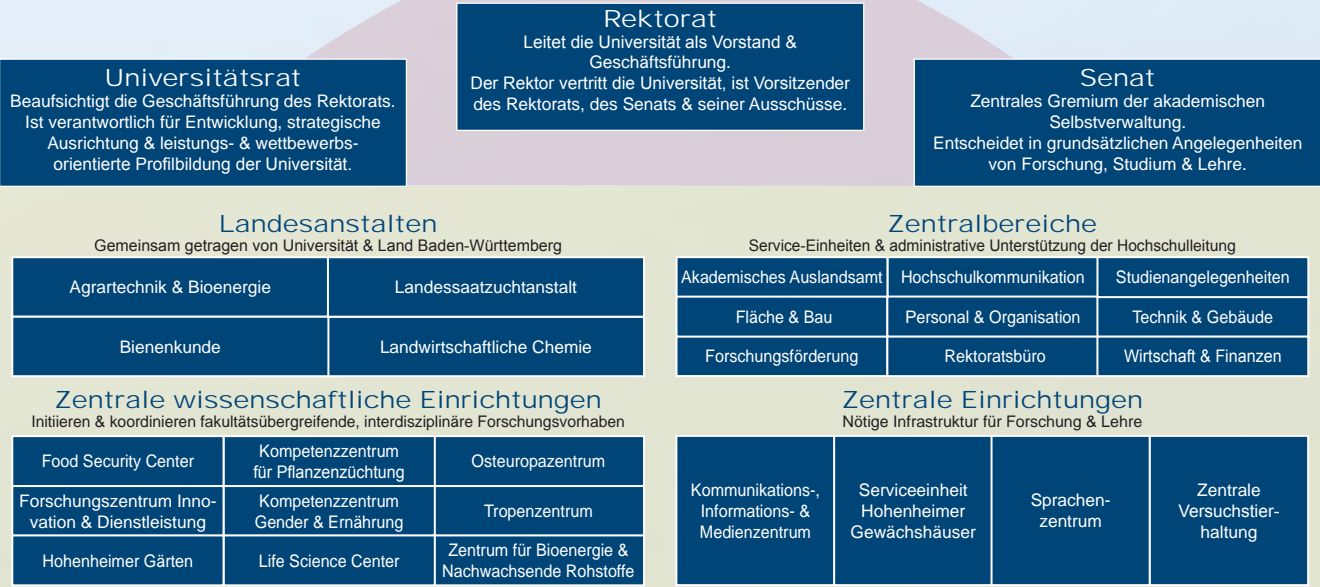 Rektorat
Leitet die Universität als Vorstand &
Geschäftsführung.
Der Rektor vertritt die Universität, ist Vorsitzender
des Rektorats, des Senats & seiner Ausschüsse.
Universitätsrat
Beaufsichtigt die Geschäftsführung des Rektorats.
Ist verantwortlich für Entwicklung, strategische
Ausrichtung & leistungs- & wettbewerbs-
orientierte Profilbildung der Universität.
Senat
Zentrales Gremium der akademischen
Selbstverwaltung.
Entscheidet in grundsätzlichen Angelegenheiten
von Forschung, Studium & Lehre.
Landesanstalten
Gemeinsam getragen von Universität & Land Baden-Württemberg
Agrartechnik & Bioenergie
Landessaatzuchtanstalt
Bienenkunde
Landwirtschaftliche Chemie
Zentralbereiche
Service-Einheiten & administrative Unterstützung der Hochschulleitung
Akademisches Auslandsamt
Hochschulkommunikation
Studienangelegenheiten
Fläche & Bau
Personal & Organisation
Technik & Gebäude
Forschungsförderung
Rektoratsbüro
Wirtschaft & Finanzen
Zentrale wissenschaftliche Einrichtungen
Initiieren & koordinieren fakultätsübergreifende, interdisziplinäre Forschungsvorhaben
Food Security Center
Kompetenzzentrum
für Pflanzenzüchtung
Osteuropazentrum
Forschungszentrum Inno-
vation & Dienstleistung
Kompetenzzentrum
Gender & Ernährung
Tropenzentrum
Hohenheimer Gärten
Life Science Center
Zentrum für Bioenergie &
Nachwachsende Rohstoffe
Zentrale Einrichtungen
Nötige Infrastruktur für Forschung & Lehre
Kommunikations-,
Informations- &
Medienzentrum
Serviceeinheit
Hohenheimer
Gewächshäuser
Sprachen-
zentrum
Zentrale
Versuchstier-
haltung